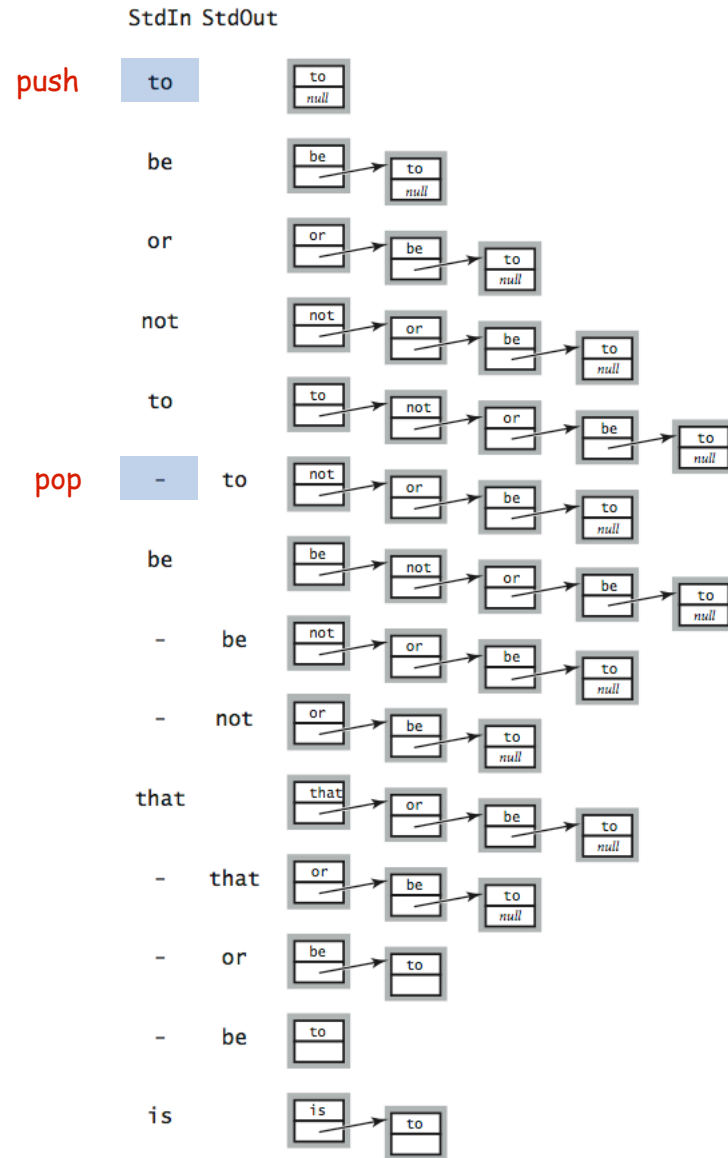 StdIn StdOut
push to to
null
be be to
null
or or be to
null
not not or be to
null
to to not or be to
null
pop - to not or be to
null
be be not or be to
null
- be not or be to
null
- not or be to
null
that that or be to
null
- that or be to
null
- or be to
- be to
is is to